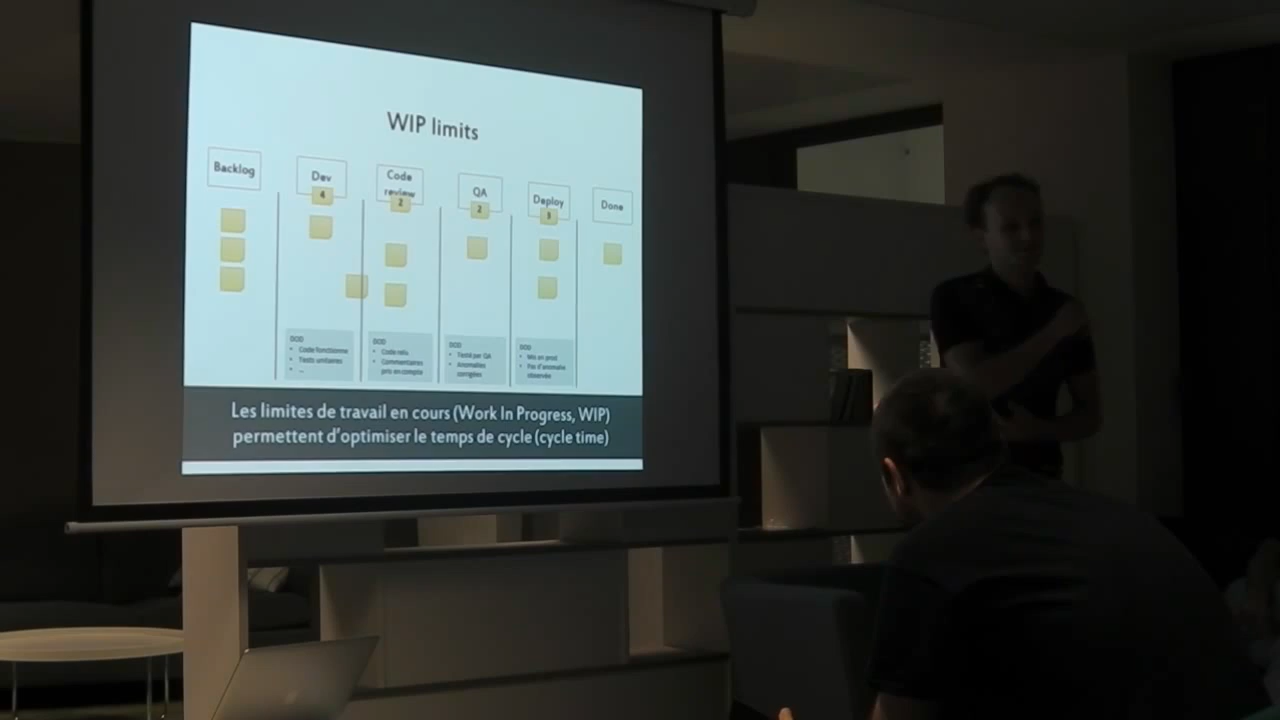 WIP limits
Backlog
Dev
4
Code
review
2
QA
2
Deploy
3
Done
DOD
• Code fonctionne
• Tests unitaires
• ...
DOD
• Code relu
• Commentaires
pris en compte
DOD
• Testé par QA
• Anomalies
corrigées
DOD
• Mis en prod
• Pas d'anomalie
observée
Les limites de travail en cours (Work In Progress, WIP)
permettent d'optimiser le temps de cycle (cycle time)